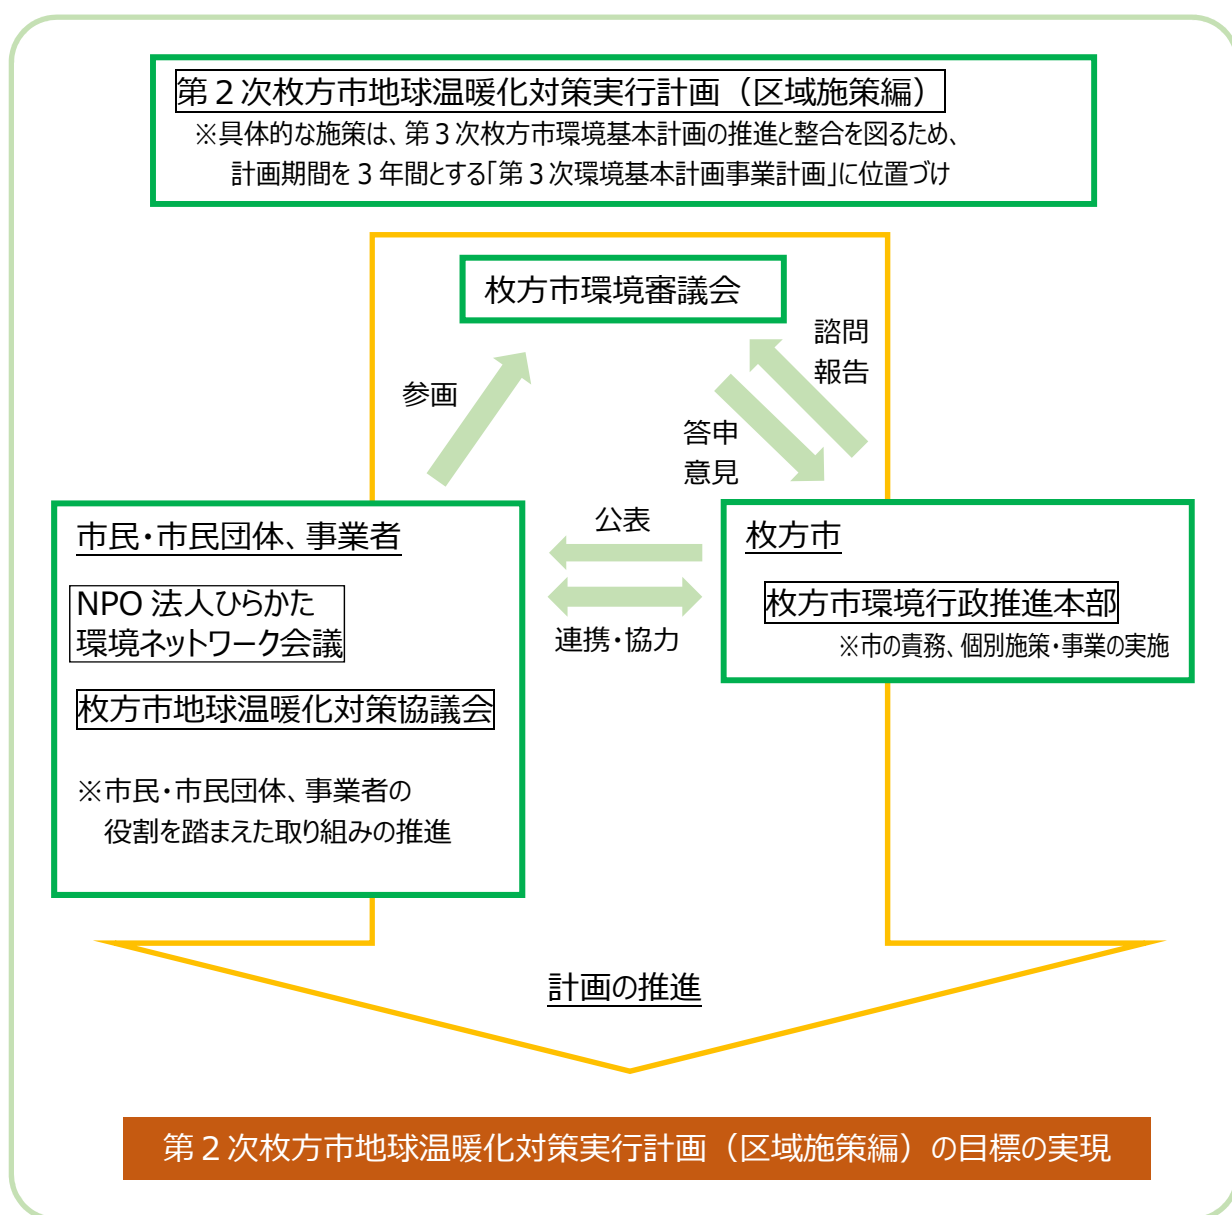 第２次枚方市地球温暖化対策実行計画（区域施策編）
※具体的な施策は、第３次枚方市環境基本計画の推進と整合を図るため、
計画期間を３年間とする「第３次環境基本計画事業計画」に位置づけ
枚方市環境審議会
諮問
報告
参画
答申
意見
市民・市民団体、事業者
NPO 法人ひらかた
環境ネットワーク会議
枚方市地球温暖化対策協議会
※市民・市民団体、事業者の
役割を踏まえた取り組みの推進
公表
連携・協力
枚方市
枚方市環境行政推進本部
※市の責務、個別施策・事業の実施
計画の推進
第２次枚方市地球温暖化対策実行計画（区域施策編）の目標の実現